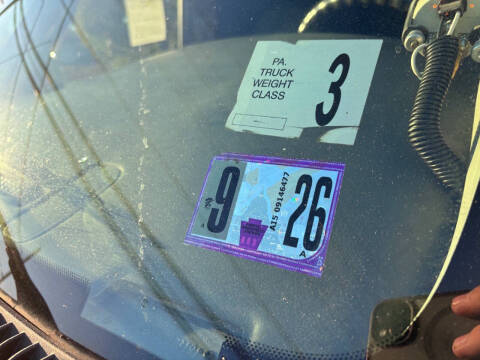 PA.
TRUCK
WEIGHT
CLASS
3
9
A15 09146477
26
A